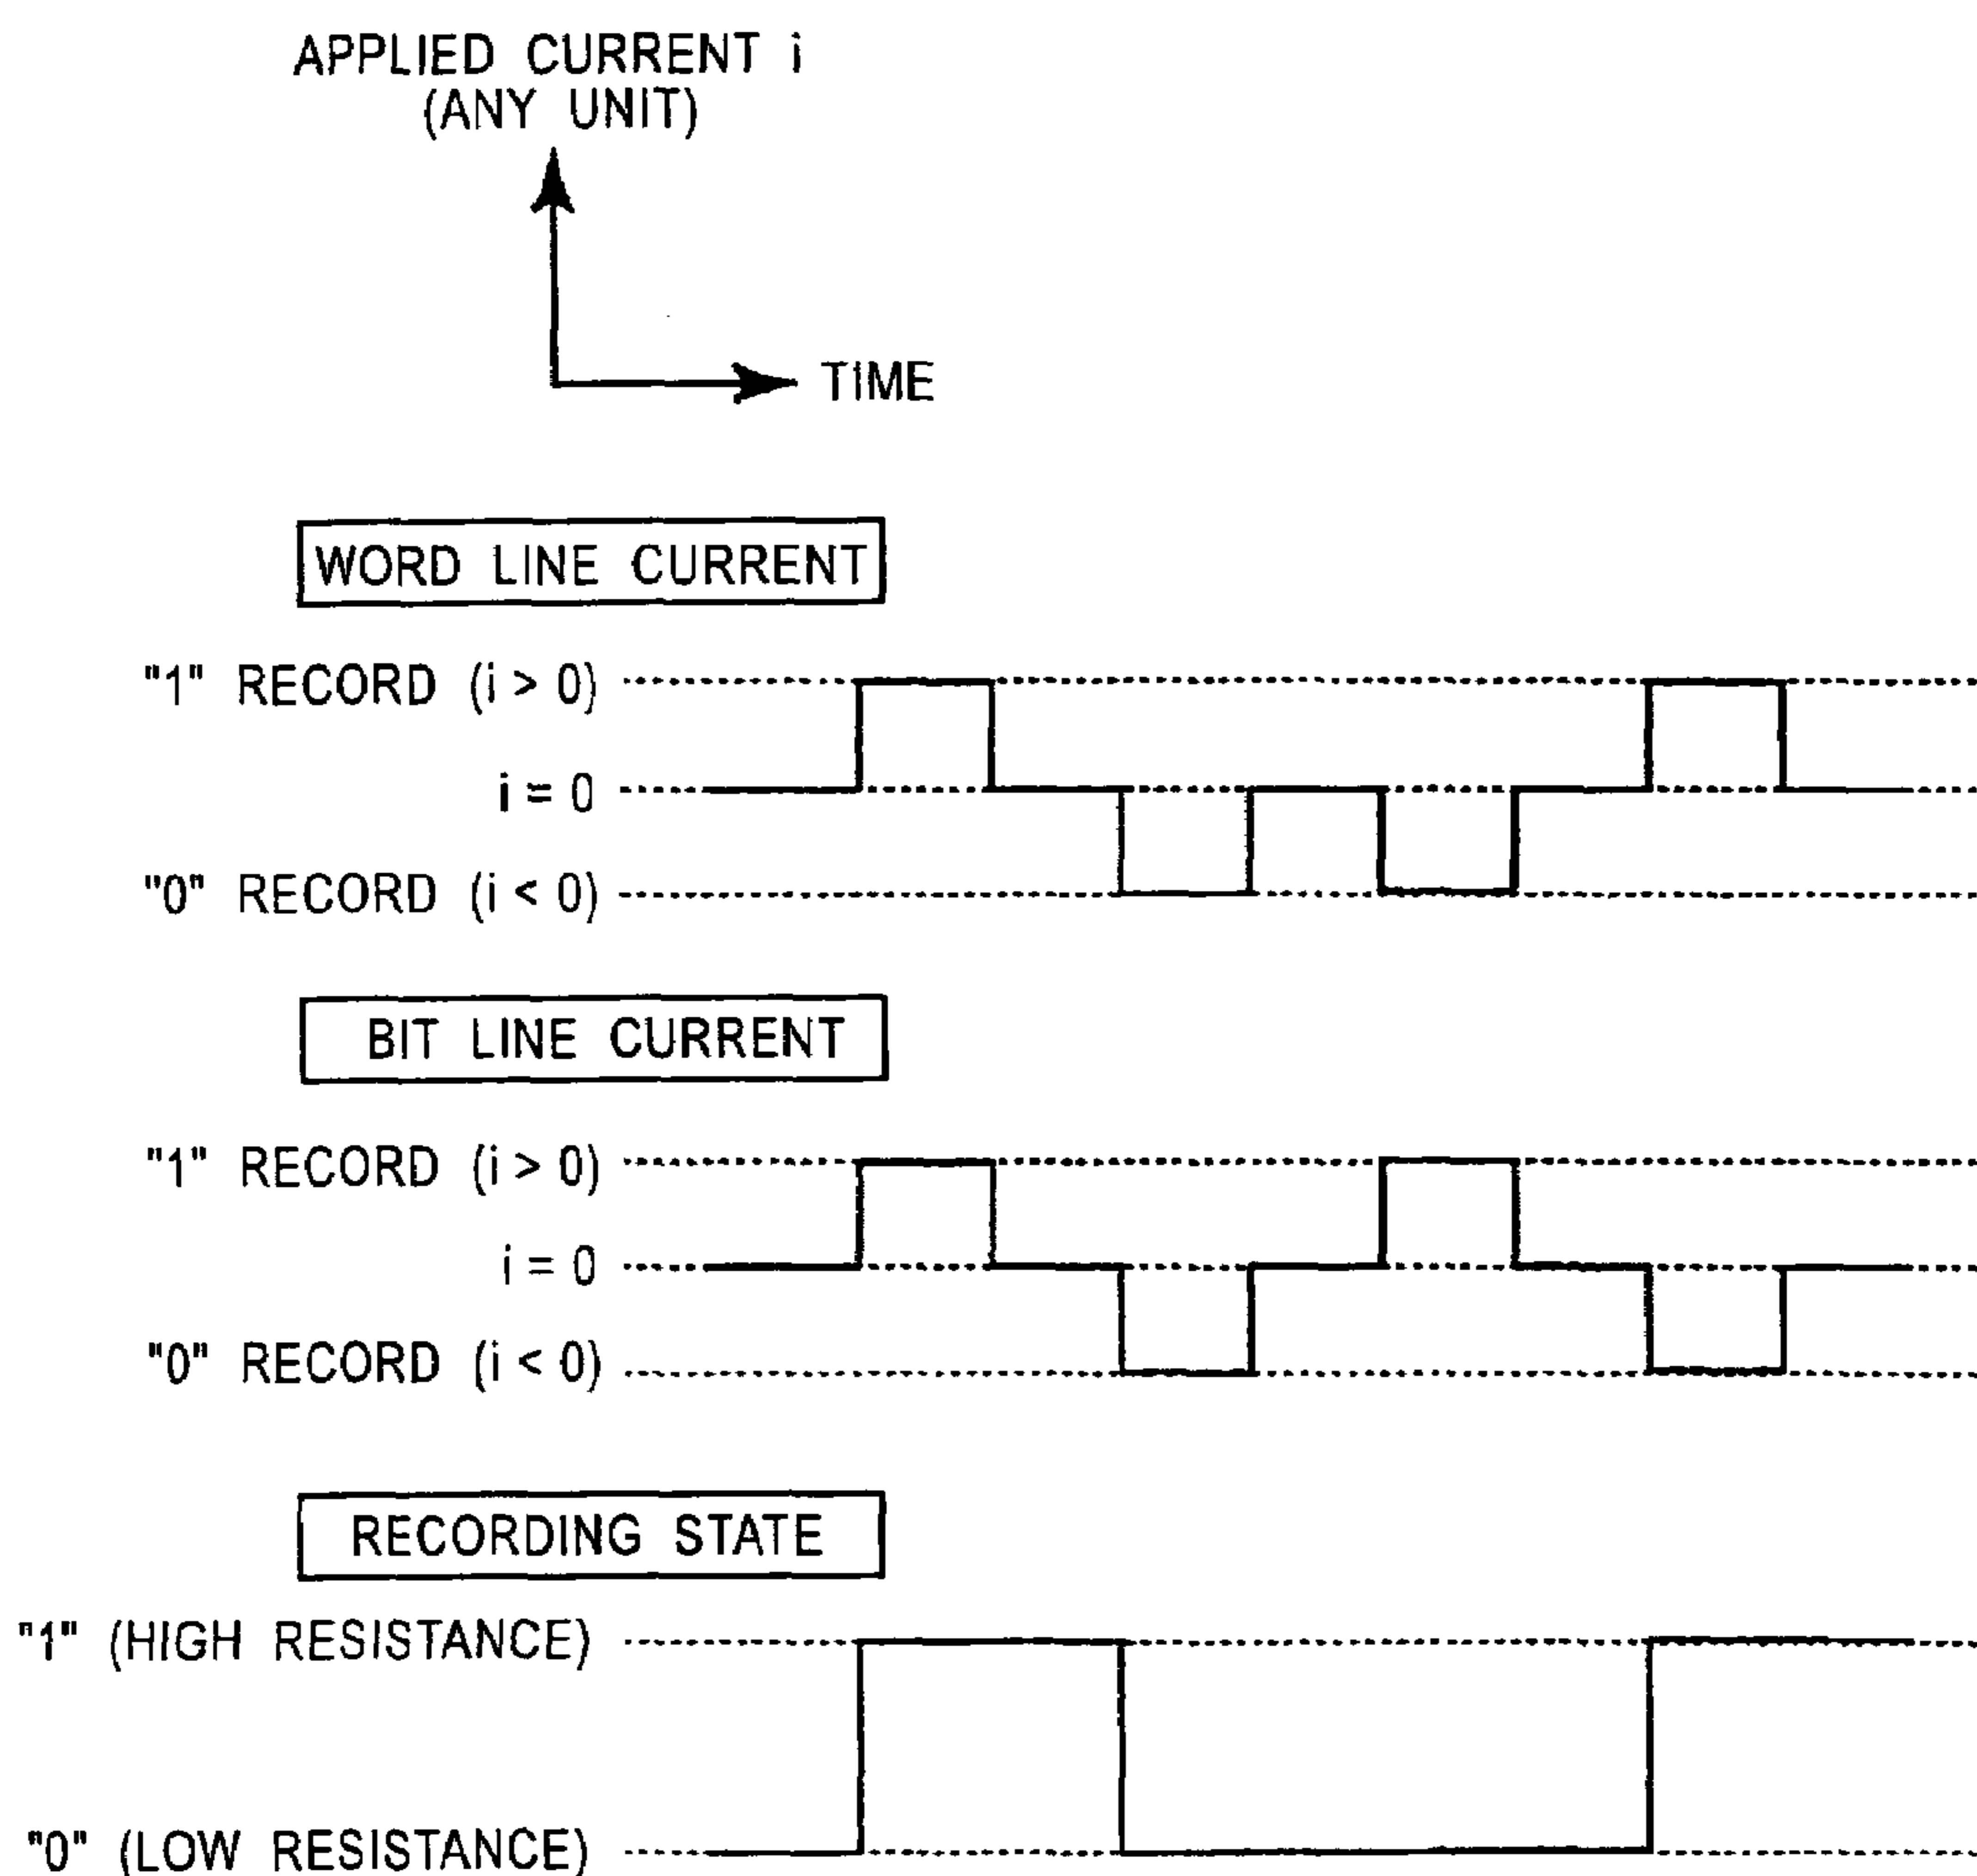 APPLIED CURRENT i
(ANY UNIT)
TIME
WORD LINE CURRENT
"1" RECORD (i > 0)
i = 0
"0" RECORD (i < 0)
BIT LINE CURRENT
"1" RECORD (i > 0)
i = 0
"0" RECORD (i < 0)
RECORDING STATE
"1" (HIGH RESISTANCE)
"0" (LOW RESISTANCE)